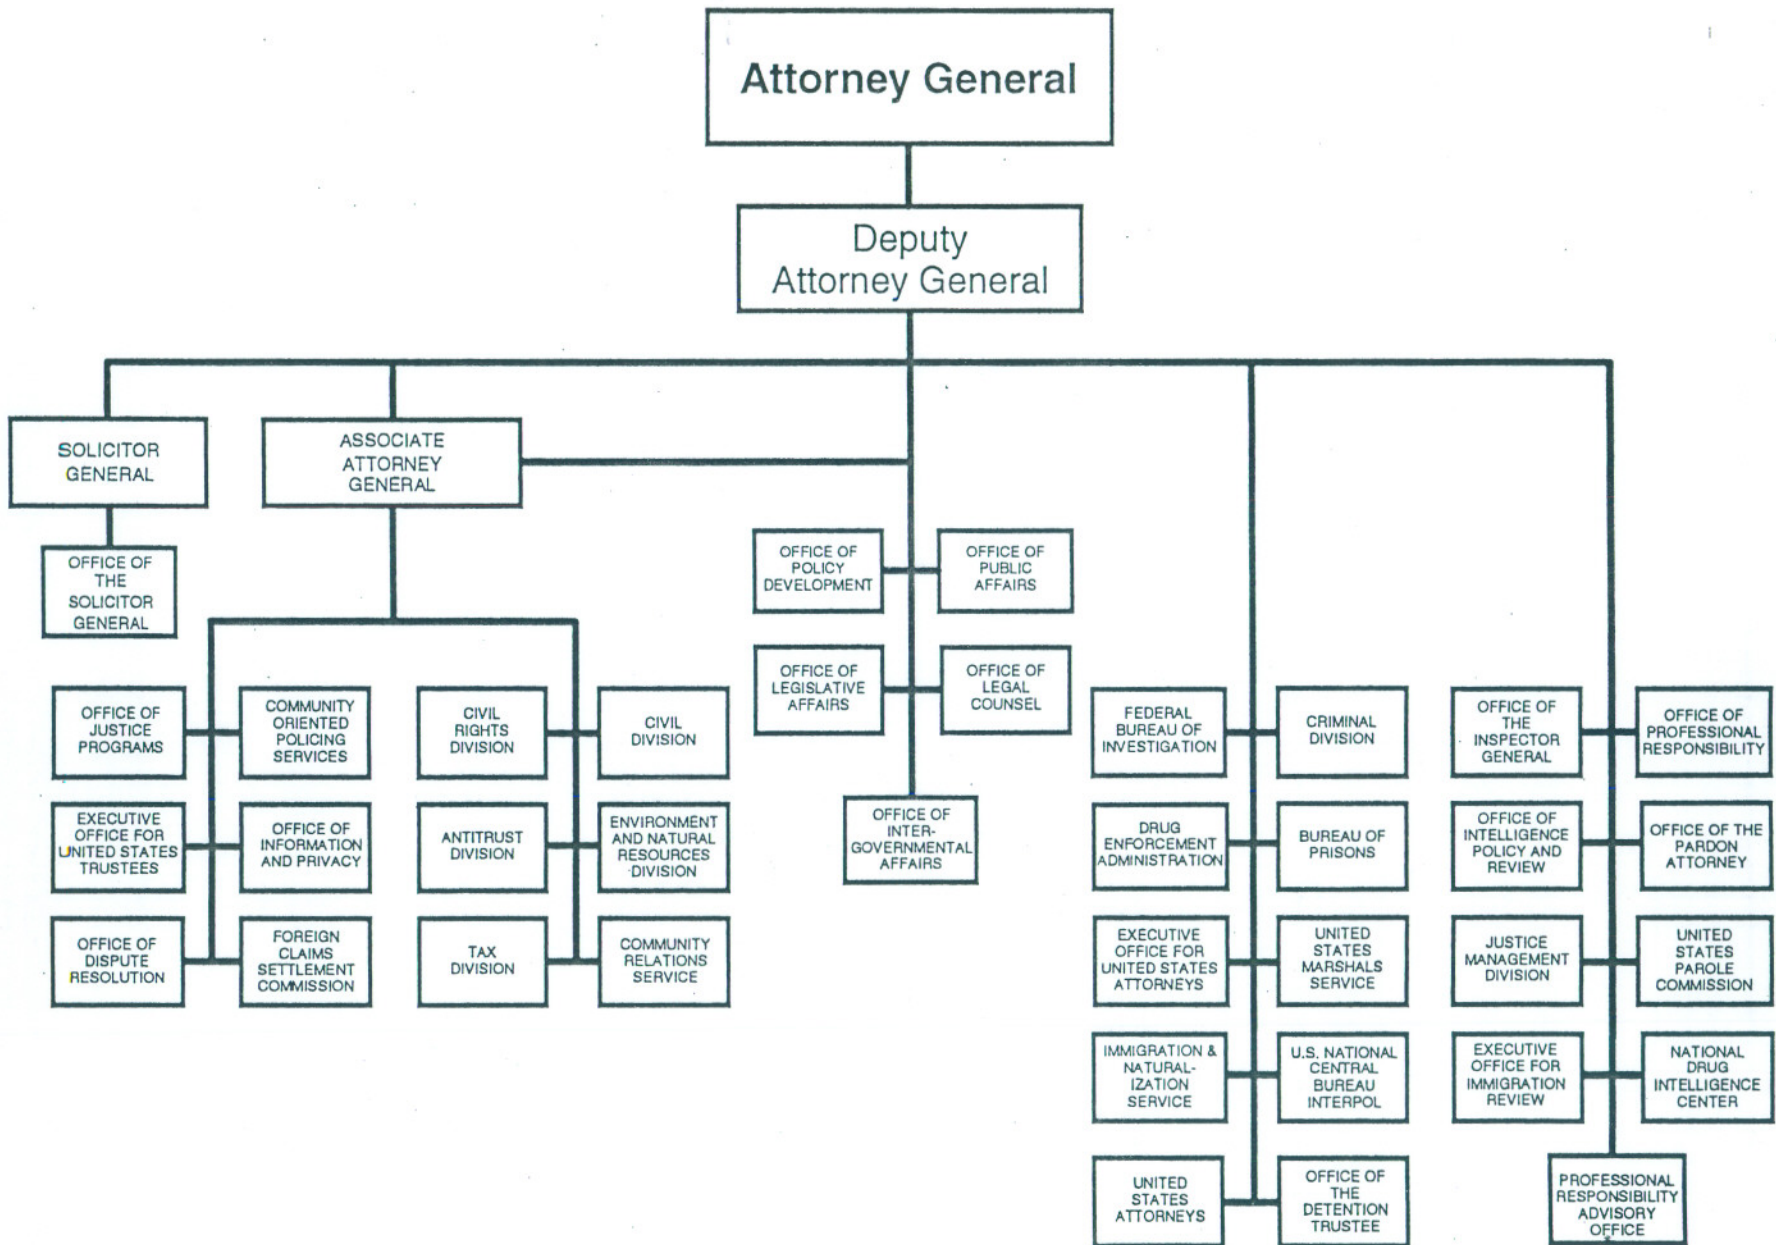 Attorney General
Deputy
Attorney General
SOLICITOR
GENERAL
ASSOCIATE
ATTORNEY
GENERAL
OFFICE OF
THE
SOLICITOR
GENERAL
OFFICE OF
POLICY
DEVELOPMENT
OFFICE OF
PUBLIC
AFFAIRS
OFFICE OF
LEGISLATIVE
AFFAIRS
OFFICE OF
LEGAL
COUNSEL
OFFICE OF
INTER-
GOVERNMENTAL
AFFAIRS
OFFICE OF
JUSTICE
PROGRAMS
COMMUNITY
ORIENTED
POLICING
SERVICES
EXECUTIVE
OFFICE FOR
UNITED STATES
TRUSTEES
OFFICE OF
INFORMATION
AND PRIVACY
OFFICE OF
DISPUTE
RESOLUTION
FOREIGN
CLAIMS
SETTLEMENT
COMMISSION
CIVIL
RIGHTS
DIVISION
CIVIL
DIVISION
ANTITRUST
DIVISION
ENVIRONMENT
AND NATURAL
RESOURCES
DIVISION
TAX
DIVISION
COMMUNITY
RELATIONS
SERVICE
FEDERAL
BUREAU OF
INVESTIGATION
CRIMINAL
DIVISION
DRUG
ENFORCEMENT
ADMINISTRATION
BUREAU OF
PRISONS
EXECUTIVE
OFFICE FOR
UNITED STATES
ATTORNEYS
UNITED
STATES
MARSHALS
SERVICE
IMMIGRATION &
NATURAL-
IZATION
SERVICE
U.S. NATIONAL
CENTRAL
BUREAU
INTERPOL
UNITED
STATES
ATTORNEYS
OFFICE OF
THE
DETENTION
TRUSTEE
OFFICE OF
THE
INSPECTOR
GENERAL
OFFICE OF
PROFESSIONAL
RESPONSIBILITY
OFFICE OF
INTELLIGENCE
POLICY AND
REVIEW
OFFICE OF THE
PARDON
ATTORNEY
JUSTICE
MANAGEMENT
DIVISION
UNITED
STATES
PAROLE
COMMISSION
EXECUTIVE
OFFICE FOR
IMMIGRATION
REVIEW
NATIONAL
DRUG
INTELLIGENCE
CENTER
PROFESSIONAL
RESPONSIBILITY
ADVISORY
OFFICE